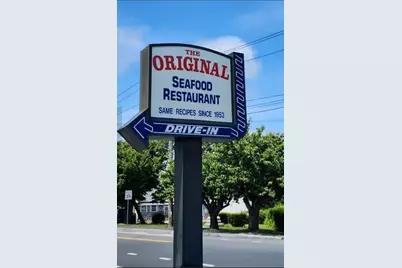 THE
ORIGINAL
SEAFOOD
RESTAURANT
SAME RECIPES SINCE 1953
DRIVE-IN